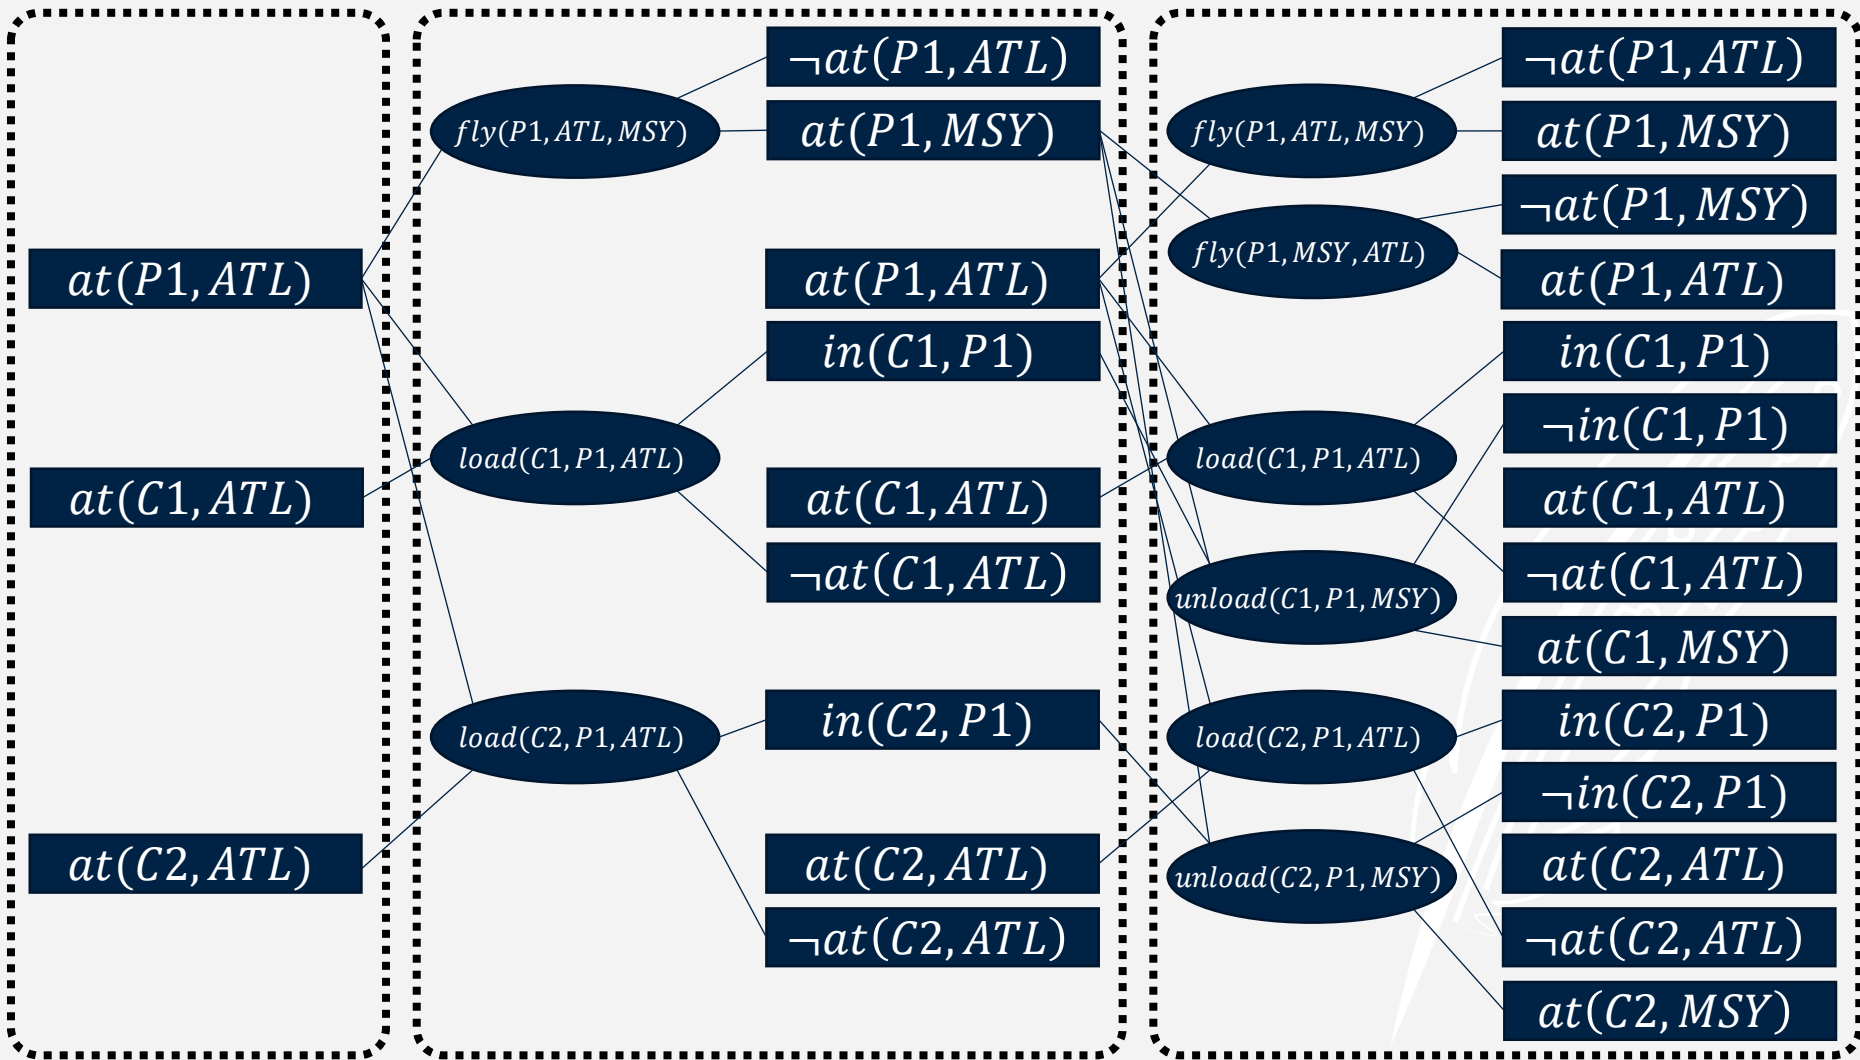 at(P1, ATL)
at(C1, ATL)
at(C2, ATL)
fly(P1, ATL, MSY)
load(C1, P1, ATL)
load(C2, P1, ATL)
¬at(P1, ATL)
at(P1, MSY)
at(P1, ATL)
in(C1, P1)
at(C1, ATL)
¬at(C1, ATL)
in(C2, P1)
at(C2, ATL)
¬at(C2, ATL)
fly(P1, ATL, MSY)
fly(P1, MSY, ATL)
load(C1, P1, ATL)
unload(C1, P1, MSY)
load(C2, P1, ATL)
unload(C2, P1, MSY)
¬at(P1, ATL)
at(P1, MSY)
¬at(P1, MSY)
at(P1, ATL)
in(C1, P1)
¬in(C1, P1)
at(C1, ATL)
¬at(C1, ATL)
at(C1, MSY)
in(C2, P1)
¬in(C2, P1)
at(C2, ATL)
¬at(C2, ATL)
at(C2, MSY)